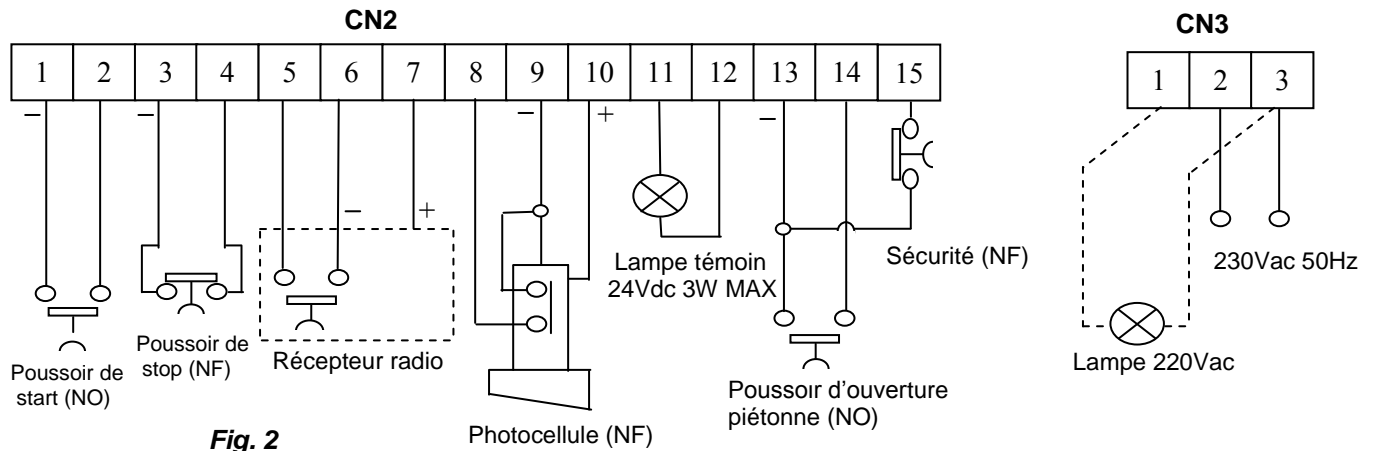 CN2
CN3
1 2 3 4 5 6 7 8 9 10 11 12 13 14 15
1 2 3
– – – + – + –
Poussoir de
start (NO)
Poussoir de
stop (NF)
Récepteur radio
Photocellule (NF)
Lampe témoin
24Vdc 3W MAX
Poussoir d'ouverture
piétonne (NO)
Sécurité (NF)
230Vac 50Hz
Lampe 220Vac
Fig. 2